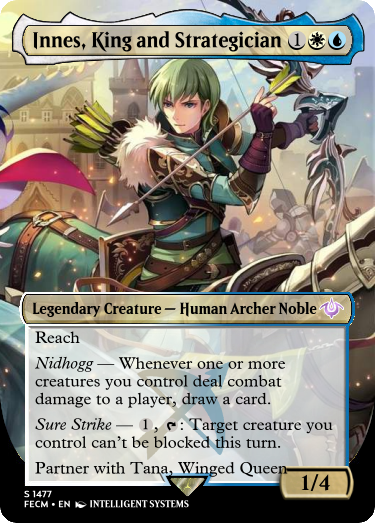 Innes, King and Strategician 1
Legendary Creature — Human Archer Noble
Reach
Nidhogg — Whenever one or more
creatures you control deal combat
damage to a player, draw a card.
Sure Strike — 1, : Target creature you
control can't be blocked this turn.
Partner with Tana, Winged Queen
1/4
S 1477
FECM • EN INTELLIGENT SYSTEMS